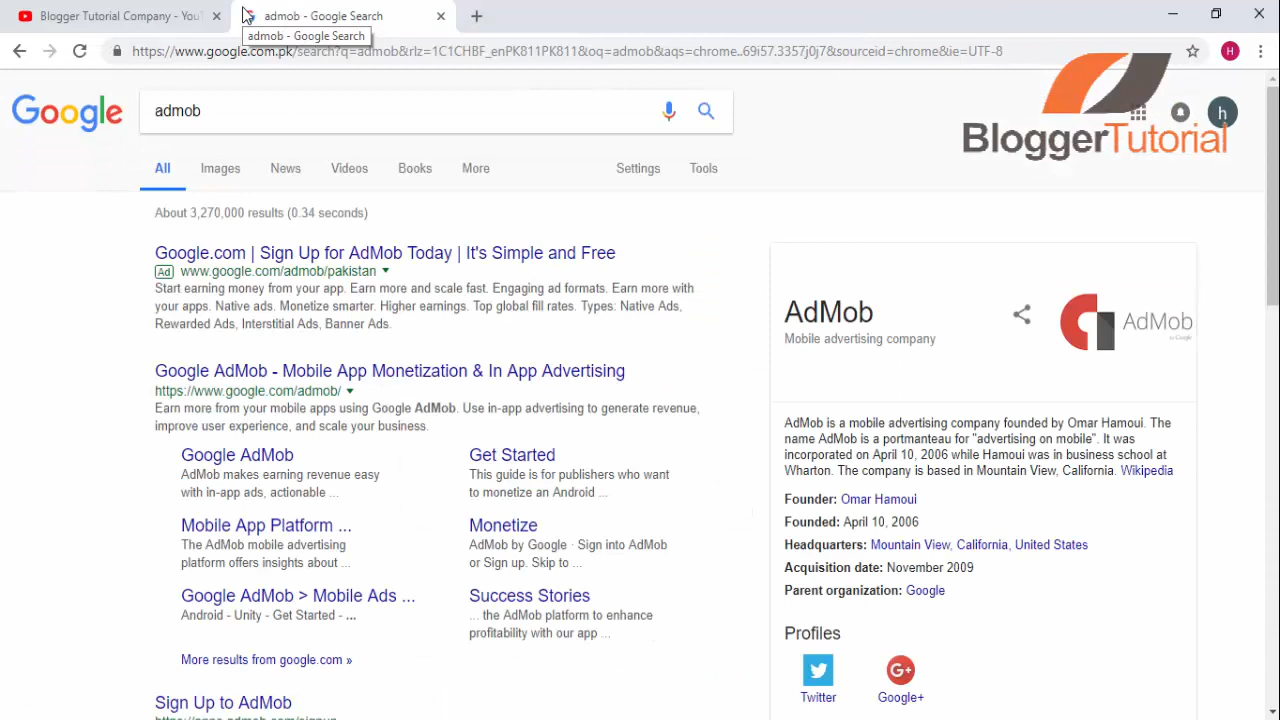 Blogger Tutorial Company - You
admob - Google Search
admob - Google Search
https://www.google.com.pk/search?q=admob&rlz=1C1CHBF_enPK811PK811&oq=admob&aqs=chrome..69i57.3357j0j7&sourceid=chrome&ie=UTF-8
H
Google
admob
h
BloggerTutorial
All
Images
News
Videos
Books
More
Settings
Tools
About 3,270,000 results (0.34 seconds)
Google.com | Sign Up for AdMob Today | It's Simple and Free
Ad www.google.com/admob/pakistan
Start earning money from your app. Earn more and scale fast. Engaging ad formats. Earn more with
your apps. Native ads. Monetize smarter. Higher earnings. Top global fill rates. Types: Native Ads,
Rewarded Ads, Interstitial Ads, Banner Ads.
Google AdMob - Mobile App Monetization & In App Advertising
https://www.google.com/admob/
Earn more from your mobile apps using Google AdMob. Use in-app advertising to generate revenue,
improve user experience, and scale your business.
Google AdMob
AdMob makes earning revenue easy
with in-app ads, actionable ...
Get Started
This guide is for publishers who want
to monetize an Android ...
Mobile App Platform ...
The AdMob mobile advertising
platform offers insights about ...
Monetize
AdMob by Google · Sign into AdMob
or Sign up. Skip to ...
Google AdMob > Mobile Ads ...
Android - Unity - Get Started - ...
Success Stories
... the AdMob platform to enhance
profitability with our app ...
More results from google.com »
Sign Up to AdMob
https://apps.admob.com/signup
AdMob
Mobile advertising company
AdMob
by Google
AdMob is a mobile advertising company founded by Omar Hamoui. The
name AdMob is a portmanteau for "advertising on mobile". It was
incorporated on April 10, 2006 while Hamoui was in business school at
Wharton. The company is based in Mountain View, California. Wikipedia
Founder: Omar Hamoui
Founded: April 10, 2006
Headquarters: Mountain View, California, United States
Acquisition date: November 2009
Parent organization: Google
Profiles
Twitter
Google+